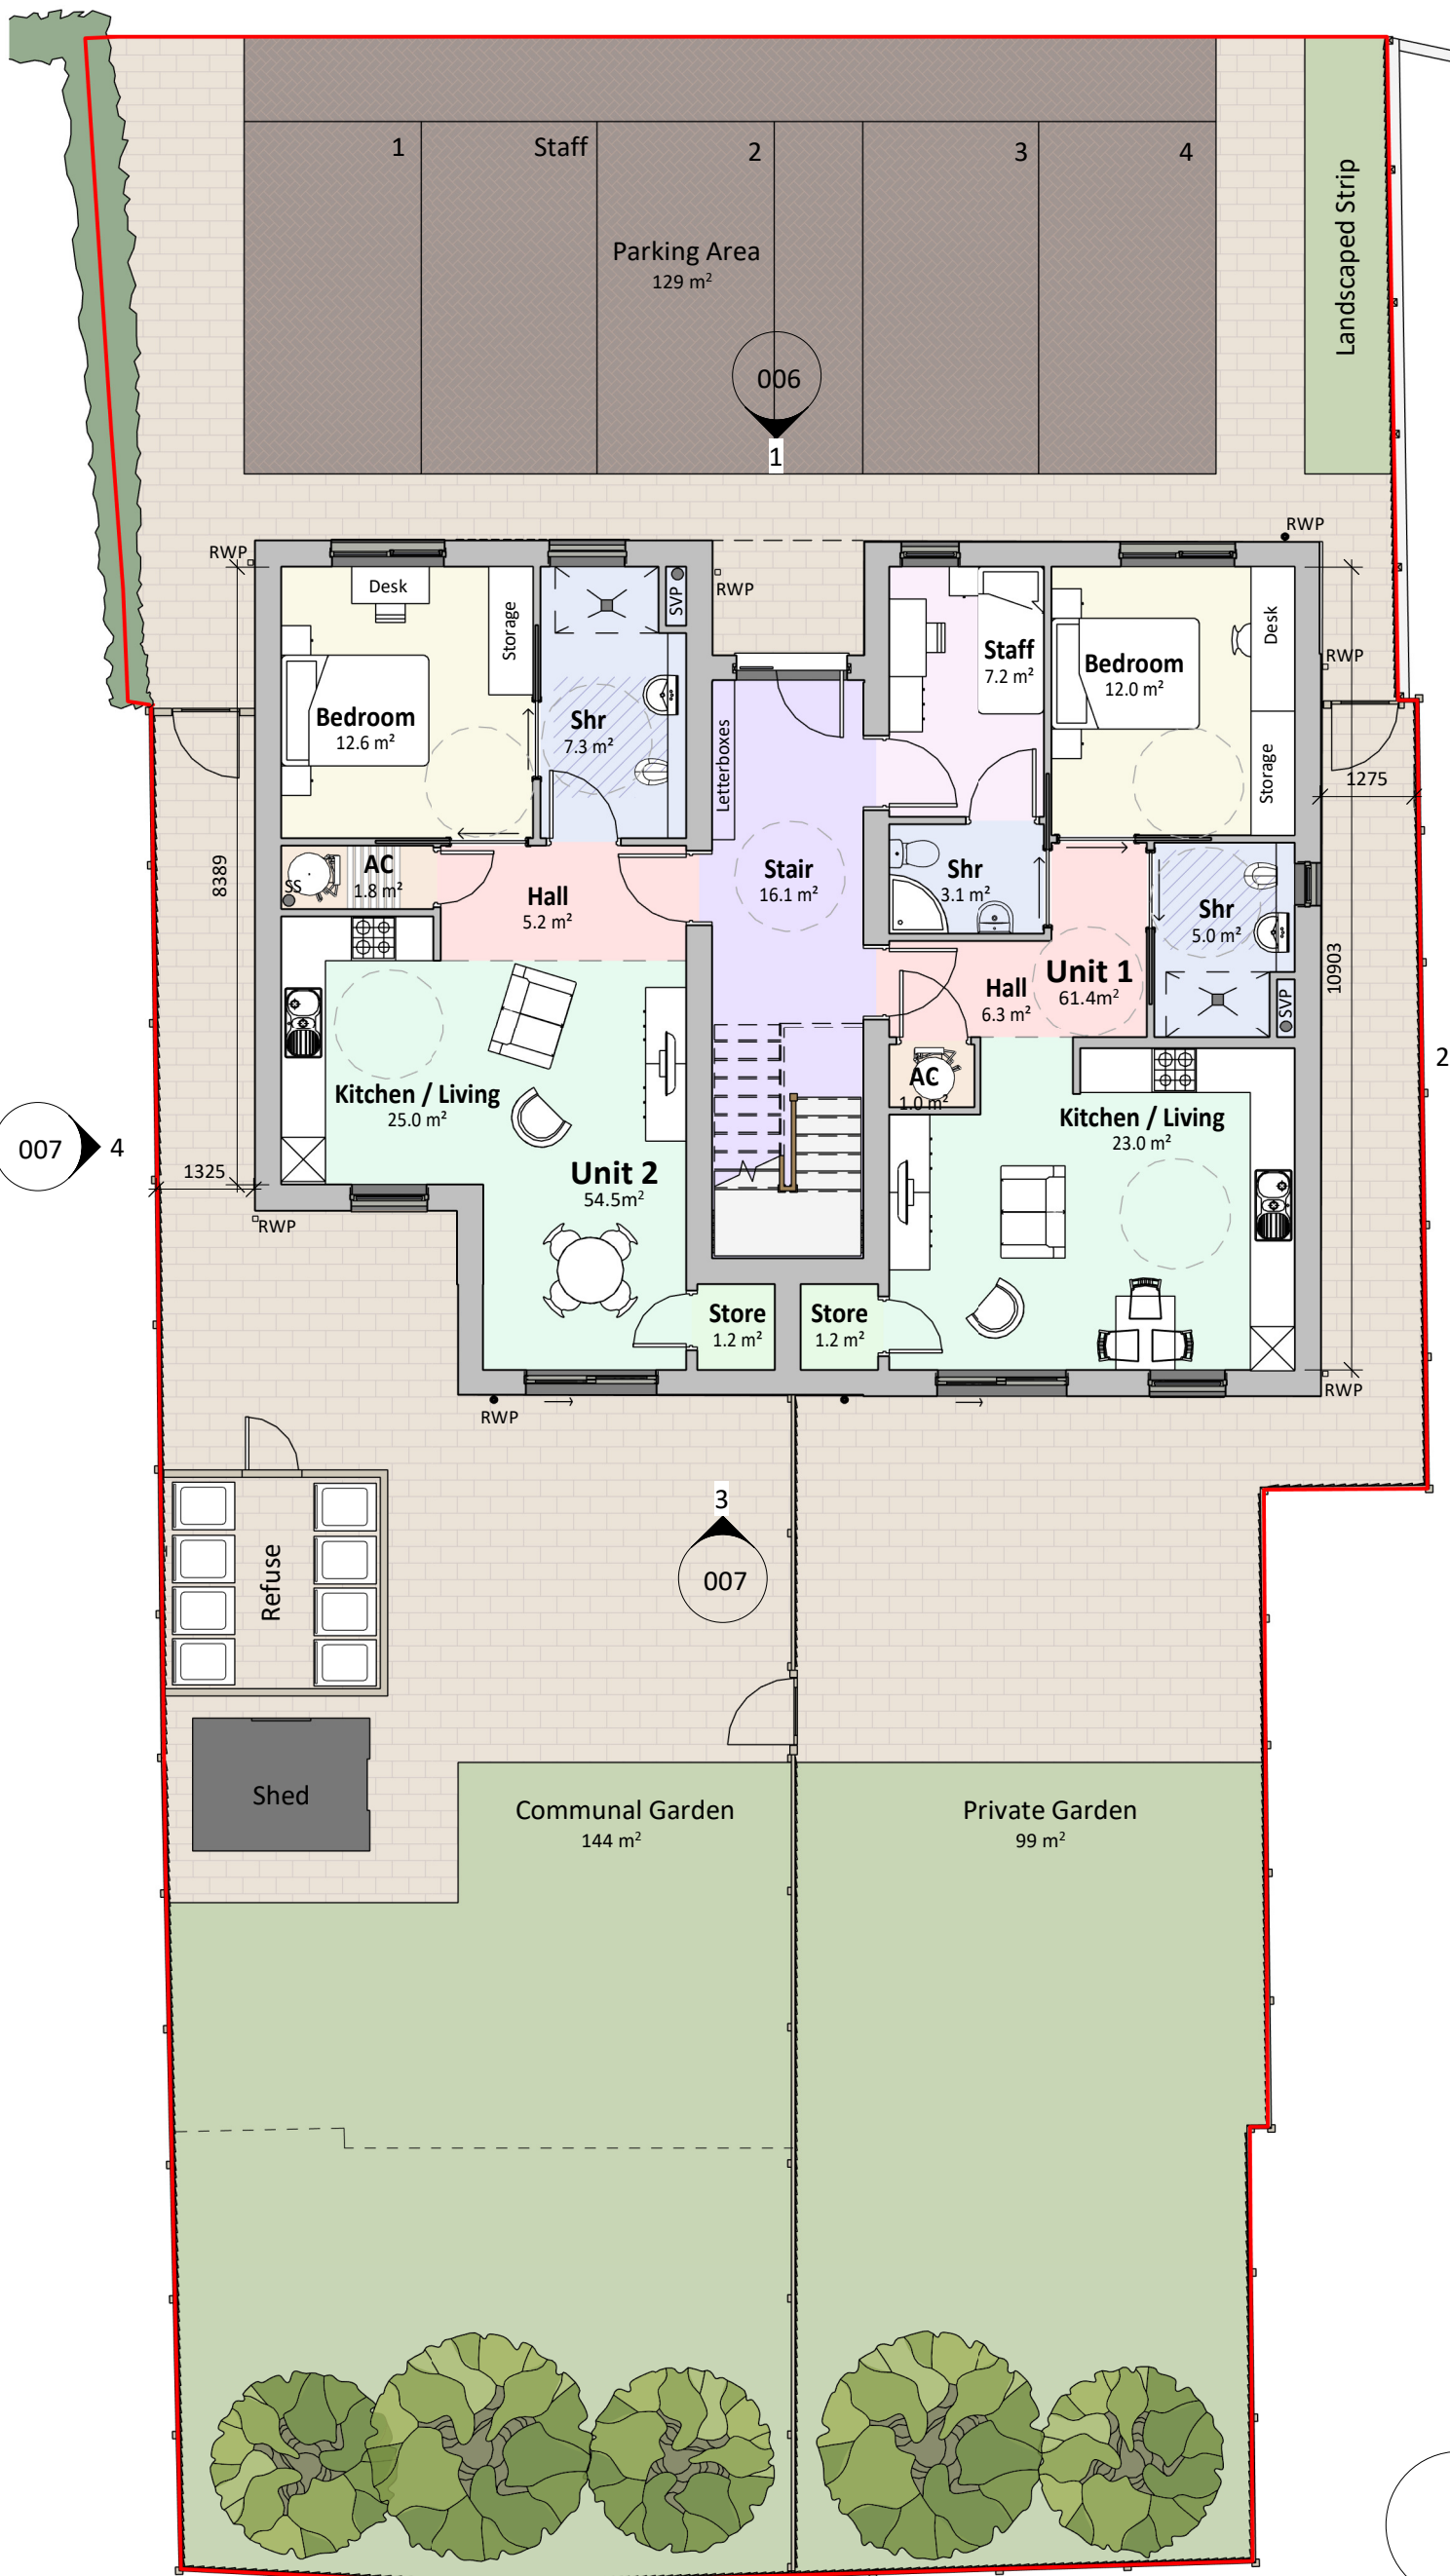 1
Staff
2
3
4
Parking Area
129 m²
Landscaped Strip
006
1
RWP
RWP
RWP
RWP
Desk
Storage
SVP
Bedroom
12.6 m²
Shr
7.3 m²
Letterboxes
Staff
7.2 m²
Bedroom
12.0 m²
Desk
Storage
1275
8389
AC
1.8 m²
SS
Hall
5.2 m²
Stair
16.1 m²
Shr
3.1 m²
Shr
5.0 m²
10903
Hall
6.3 m²
Unit 1
61.4m²
SVP
AC
1.0 m²
2
Kitchen / Living
25.0 m²
Kitchen / Living
23.0 m²
007
4
1325
Unit 2
54.5m²
RWP
Store
1.2 m²
Store
1.2 m²
RWP
RWP
3
007
Refuse
Shed
Communal Garden
144 m²
Private Garden
99 m²